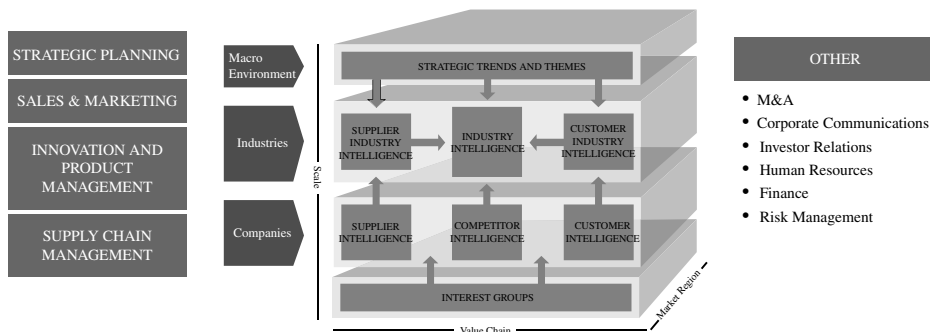 STRATEGIC PLANNING
SALES & MARKETING
INNOVATION AND
PRODUCT
MANAGEMENT
SUPPLY CHAIN
MANAGEMENT
Macro
Environment
Industries
Companies
Scale
STRATEGIC TRENDS AND THEMES
SUPPLIER
INDUSTRY
INTELLIGENCE
INDUSTRY
INTELLIGENCE
CUSTOMER
INDUSTRY
INTELLIGENCE
SUPPLIER
INTELLIGENCE
COMPETITOR
INTELLIGENCE
CUSTOMER
INTELLIGENCE
INTEREST GROUPS
Value Chain
Market Region
OTHER
• M&A
• Corporate Communications
• Investor Relations
• Human Resources
• Finance
• Risk Management